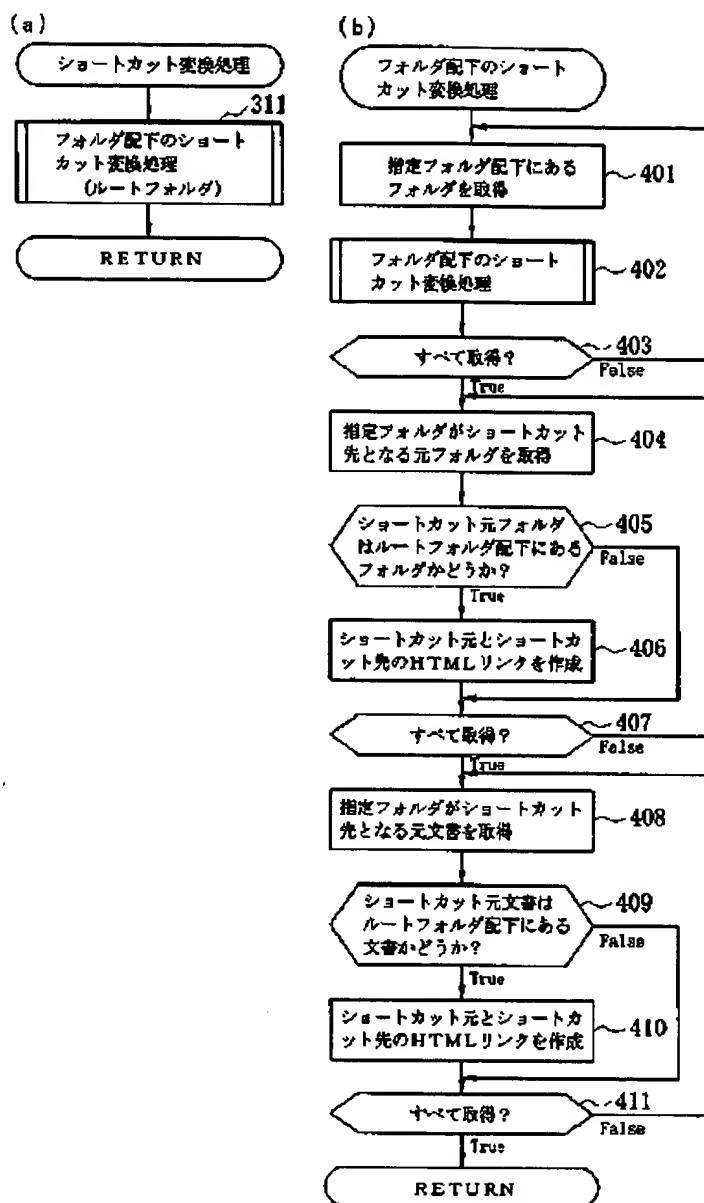 (a)
ショートカット変換処理
311
フォルダ配下のショート
カット変換処理
(ルートフォルダ)
RETURN
(b)
フォルダ配下のショート
カット変換処理
指定フォルダ配下にある
フォルダを取得
401
フォルダ配下のショート
カット変換処理
402
すべて取得?
403
False
True
指定フォルダがショートカット
先となる元フォルダを取得
404
ショートカット元フォルダ
はルートフォルダ配下にある
フォルダかどうか?
405
False
True
ショートカット元とショートカ
ット先のHTMLリンクを作成
406
すべて取得?
407
False
True
指定フォルダがショートカット
先となる元文書を取得
408
ショートカット元文書は
ルートフォルダ配下にある
文書かどうか?
409
False
True
ショートカット元とショートカ
ット先のHTMLリンクを作成
410
すべて取得?
411
False
True
RETURN